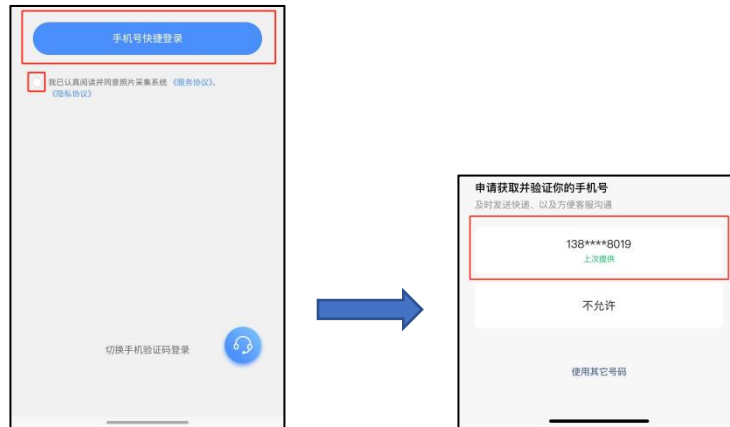 手机号快捷登录
我已认真阅读并同意照片采集系统 《服务协议》、
《隐私协议》
切换手机验证码登录
申请获取并验证你的手机号
及时发送快递、以及方便客服沟通
138****8019
上次提供
不允许
使用其它号码